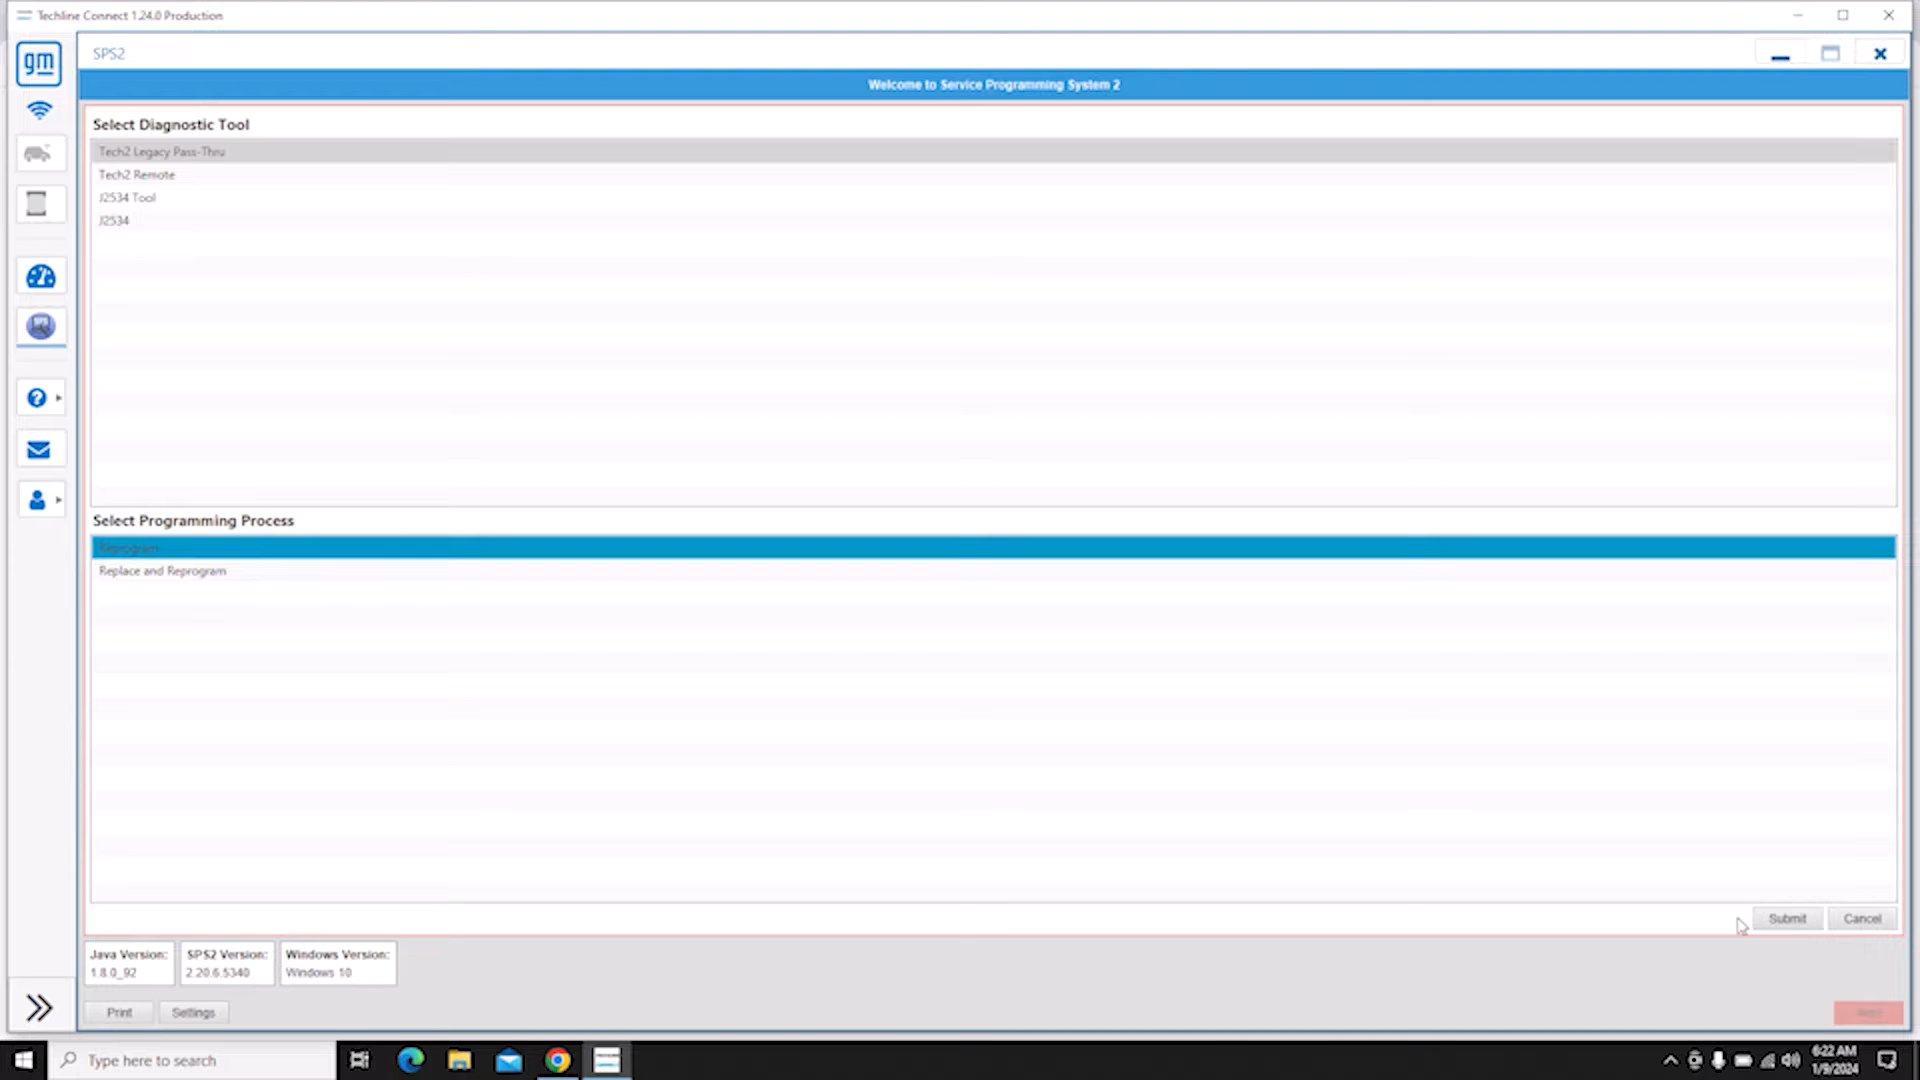 Techline Connect 1.24.0 Production
gm
SPS2
Welcome to Service Programming System 2
Select Diagnostic Tool
Tech2 Legacy Pass-Thru
Tech2 Remote
J2534 Tool
J2534
Select Programming Process
Reprogram
Replace and Reprogram
Submit
Cancel
Java Version:
1.8.0_92
SPS2 Version:
2.20.6.5340
Windows Version:
Windows 10
Print
Settings
Type here to search
6:22 AM
1/9/2024